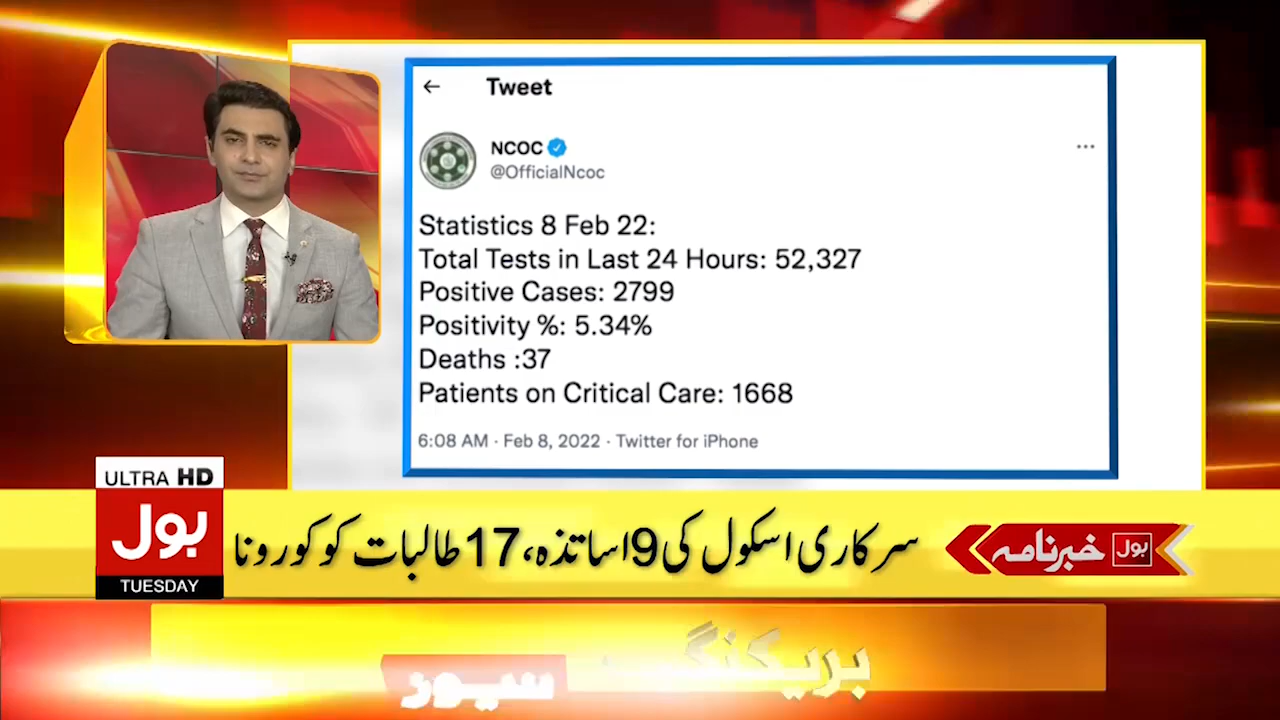 Tweet
NCOC
@OfficialNcoc
Statistics 8 Feb 22:
Total Tests in Last 24 Hours: 52,327
Positive Cases: 2799
Positivity %: 5.34%
Deaths :37
Patients on Critical Care: 1668
6:08 AM · Feb 8, 2022 · Twitter for iPhone
ULTRA HD
بول
TUESDAY
سرکاری اسکول کی 9 اساتذہ، 17 طالبات کو کورونا
بول خبرنامہ
بریکنگ